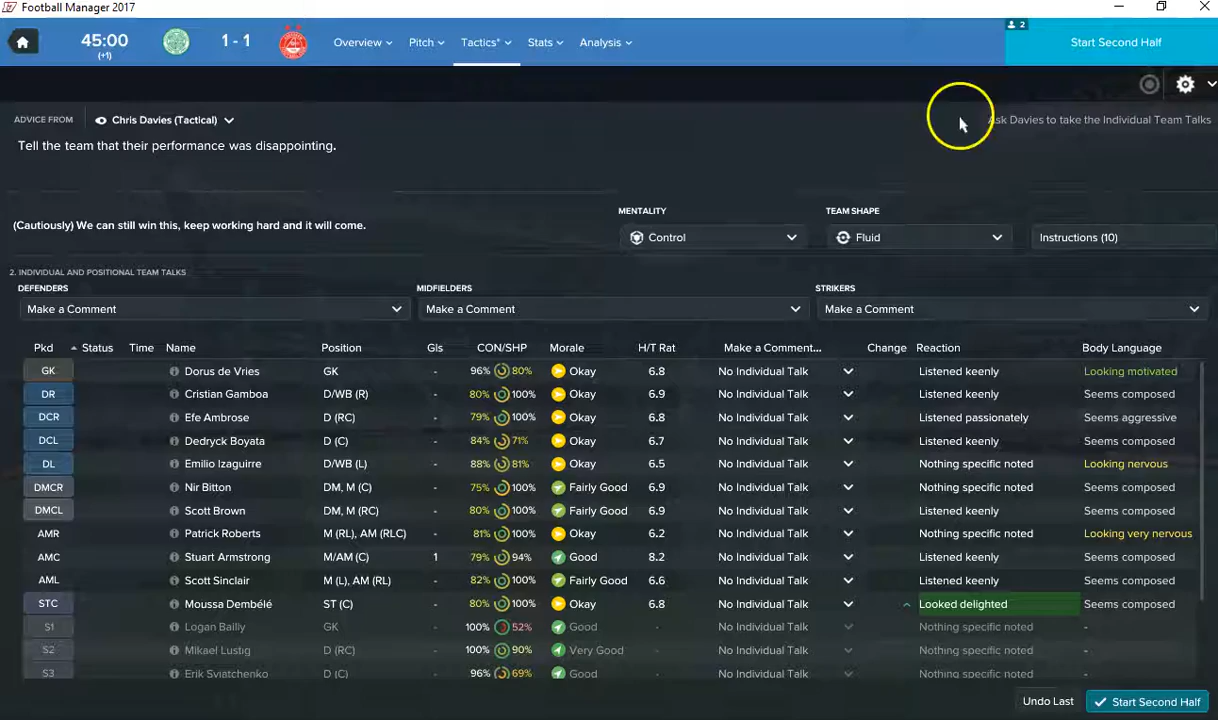 Football Manager 2017
45:00
(+1)
1 - 1
Overview
Pitch
Tactics*
Stats
Analysis
2
Start Second Half
ADVICE FROM
Chris Davies (Tactical)
Ask Davies to take the Individual Team Talks
Tell the team that their performance was disappointing.
MENTALITY
TEAM SHAPE
(Cautiously) We can still win this, keep working hard and it will come.
Control
Fluid
Instructions (10)
2. INDIVIDUAL AND POSITIONAL TEAM TALKS
DEFENDERS
MIDFIELDERS
STRIKERS
Make a Comment
Make a Comment
Make a Comment
Pkd Status Time Name Position Gls CON/SHP Morale H/T Rat Make a Comment... Change Reaction Body Language
GK Dorus de Vries GK - 96% 80% Okay 6.8 No Individual Talk Listened keenly Looking motivated
DR Cristian Gamboa D/WB (R) - 80% 100% Okay 6.9 No Individual Talk Listened keenly Seems composed
DCR Efe Ambrose D (RC) - 79% 100% Okay 6.8 No Individual Talk Listened passionately Seems aggressive
DCL Dedryck Boyata D (C) - 84% 71% Okay 6.7 No Individual Talk Listened keenly Seems composed
DL Emilio Izaguirre D/WB (L) - 88% 81% Okay 6.5 No Individual Talk Nothing specific noted Looking nervous
DMCR Nir Bitton DM, M (C) - 75% 100% Fairly Good 6.9 No Individual Talk Nothing specific noted Seems composed
DMCL Scott Brown DM, M (RC) - 80% 100% Fairly Good 6.9 No Individual Talk Listened keenly Seems composed
AMR Patrick Roberts M (RL), AM (RLC) - 81% 100% Okay 6.2 No Individual Talk Nothing specific noted Looking very nervous
AMC Stuart Armstrong M/AM (C) 1 79% 94% Good 8.2 No Individual Talk Listened keenly Seems composed
AML Scott Sinclair M (L), AM (RL) - 82% 100% Fairly Good 6.6 No Individual Talk Listened keenly Seems composed
STC Moussa Dembélé ST (C) - 80% 100% Okay 6.8 No Individual Talk Looked delighted Seems composed
S1 Logan Bailly GK 100% 52% Good - No Individual Talk Nothing specific noted -
S2 Mikael Lustig D (RC) 100% 90% Very Good - No Individual Talk Nothing specific noted -
S3 Erik Sviatchenko D (C) 96% 69% Good - No Individual Talk Nothing specific noted -
Undo Last
Start Second Half